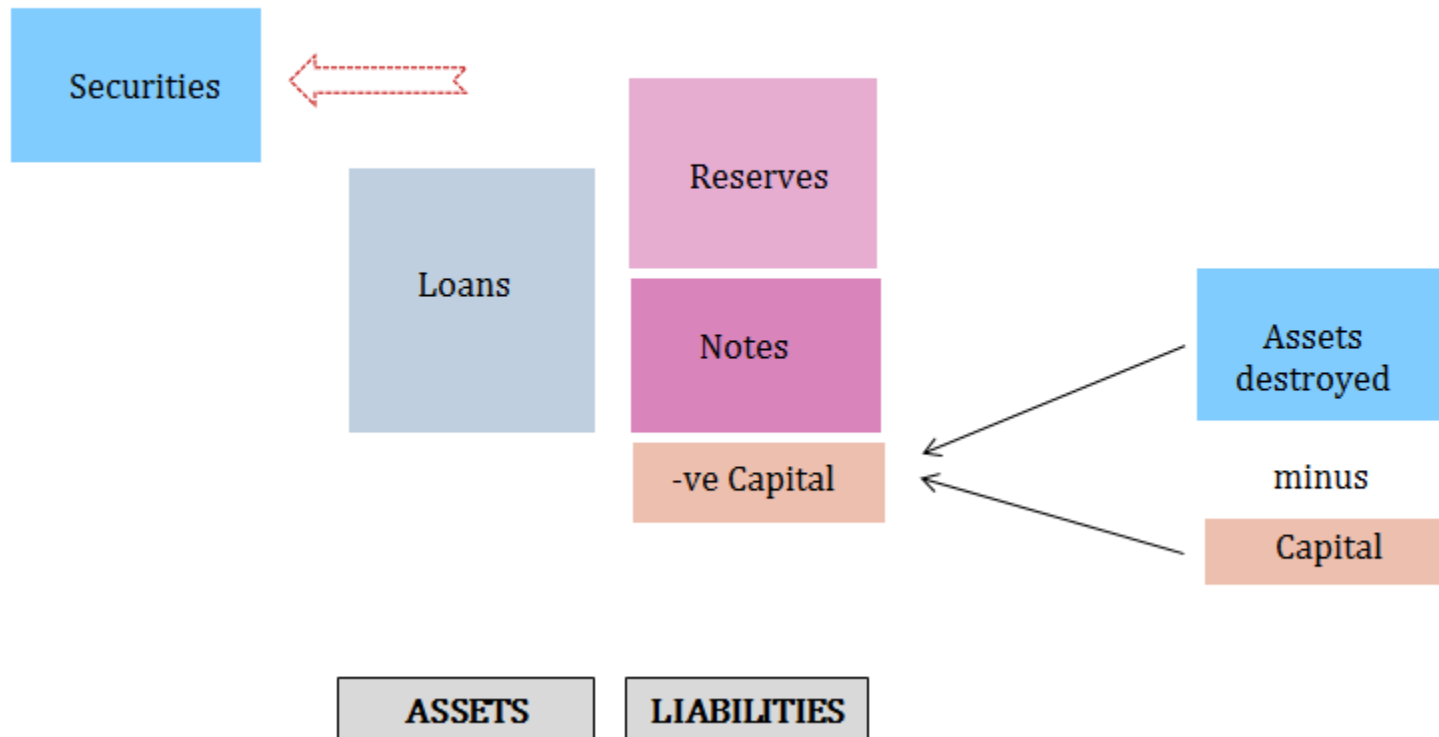 Securities
Reserves
Loans
Notes
Assets
destroyed
-ve Capital
minus
Capital
ASSETS
LIABILITIES